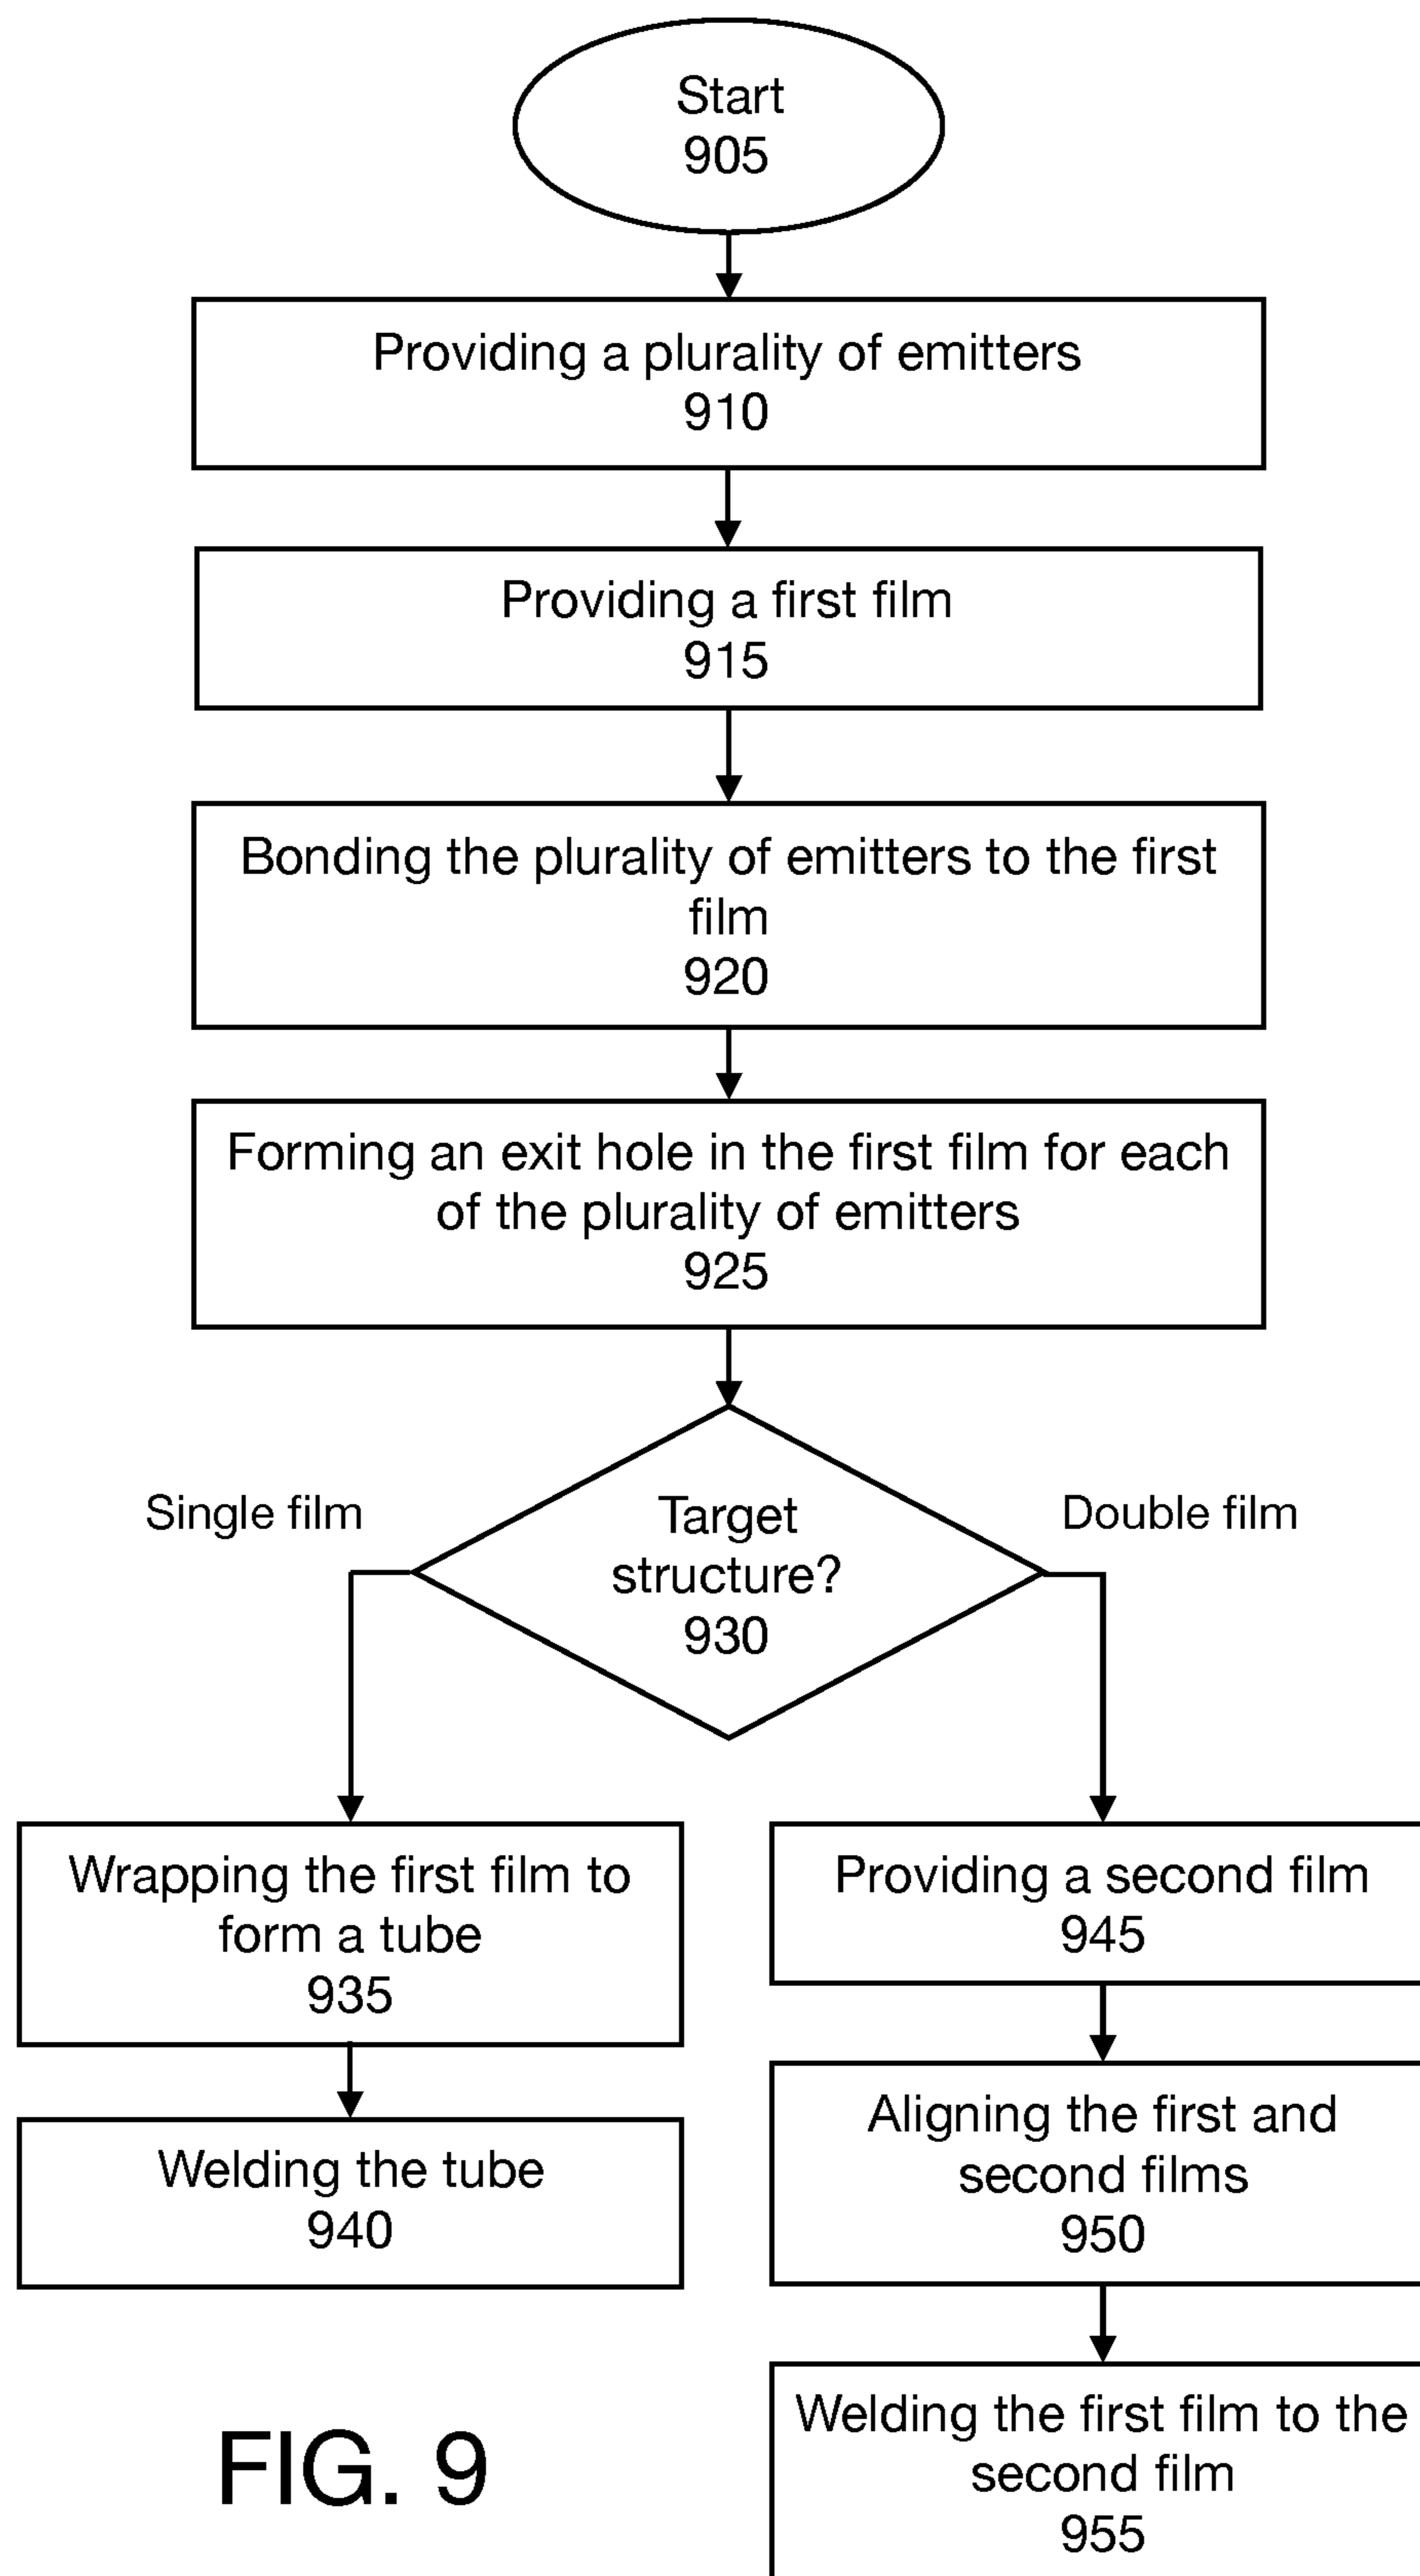 Start
905
Providing a plurality of emitters
910
Providing a first film
915
Bonding the plurality of emitters to the first
film
920
Forming an exit hole in the first film for each
of the plurality of emitters
925
Target
structure?
930
Single film
Double film
Wrapping the first film to
form a tube
935
Welding the tube
940
Providing a second film
945
Aligning the first and
second films
950
Welding the first film to the
second film
955
FIG. 9